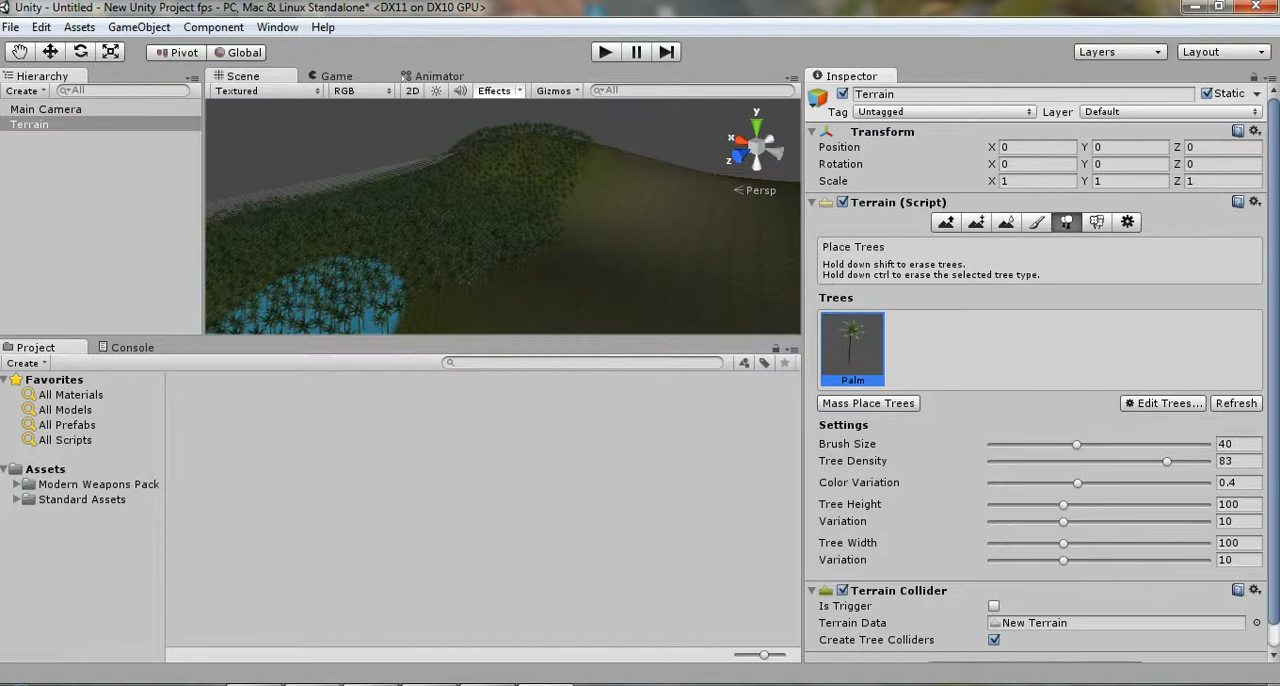 Unity - Untitled - New Unity Project fps - PC, Mac & Linux Standalone* <DX11 on DX10 GPU>
File Edit Assets GameObject Component Window Help
Pivot Global Layers Layout
Hierarchy
Create All
Main Camera
Terrain
Scene Game Animator
Textured RGB 2D Effects Gizmos All
y
x
z
Persp
Project Console
Create
Favorites
All Materials
All Models
All Prefabs
All Scripts
Assets
Modern Weapons Pack
Standard Assets
Inspector
Terrain Static
Tag Untagged Layer Default
Transform
Position X 0 Y 0 Z 0
Rotation X 0 Y 0 Z 0
Scale X 1 Y 1 Z 1
Terrain (Script)
Place Trees
Hold down shift to erase trees.
Hold down ctrl to erase the selected tree type.
Trees
Palm
Mass Place Trees Edit Trees... Refresh
Settings
Brush Size 40
Tree Density 83
Color Variation 0.4
Tree Height 100
Variation 10
Tree Width 100
Variation 10
Terrain Collider
Is Trigger
Terrain Data New Terrain
Create Tree Colliders